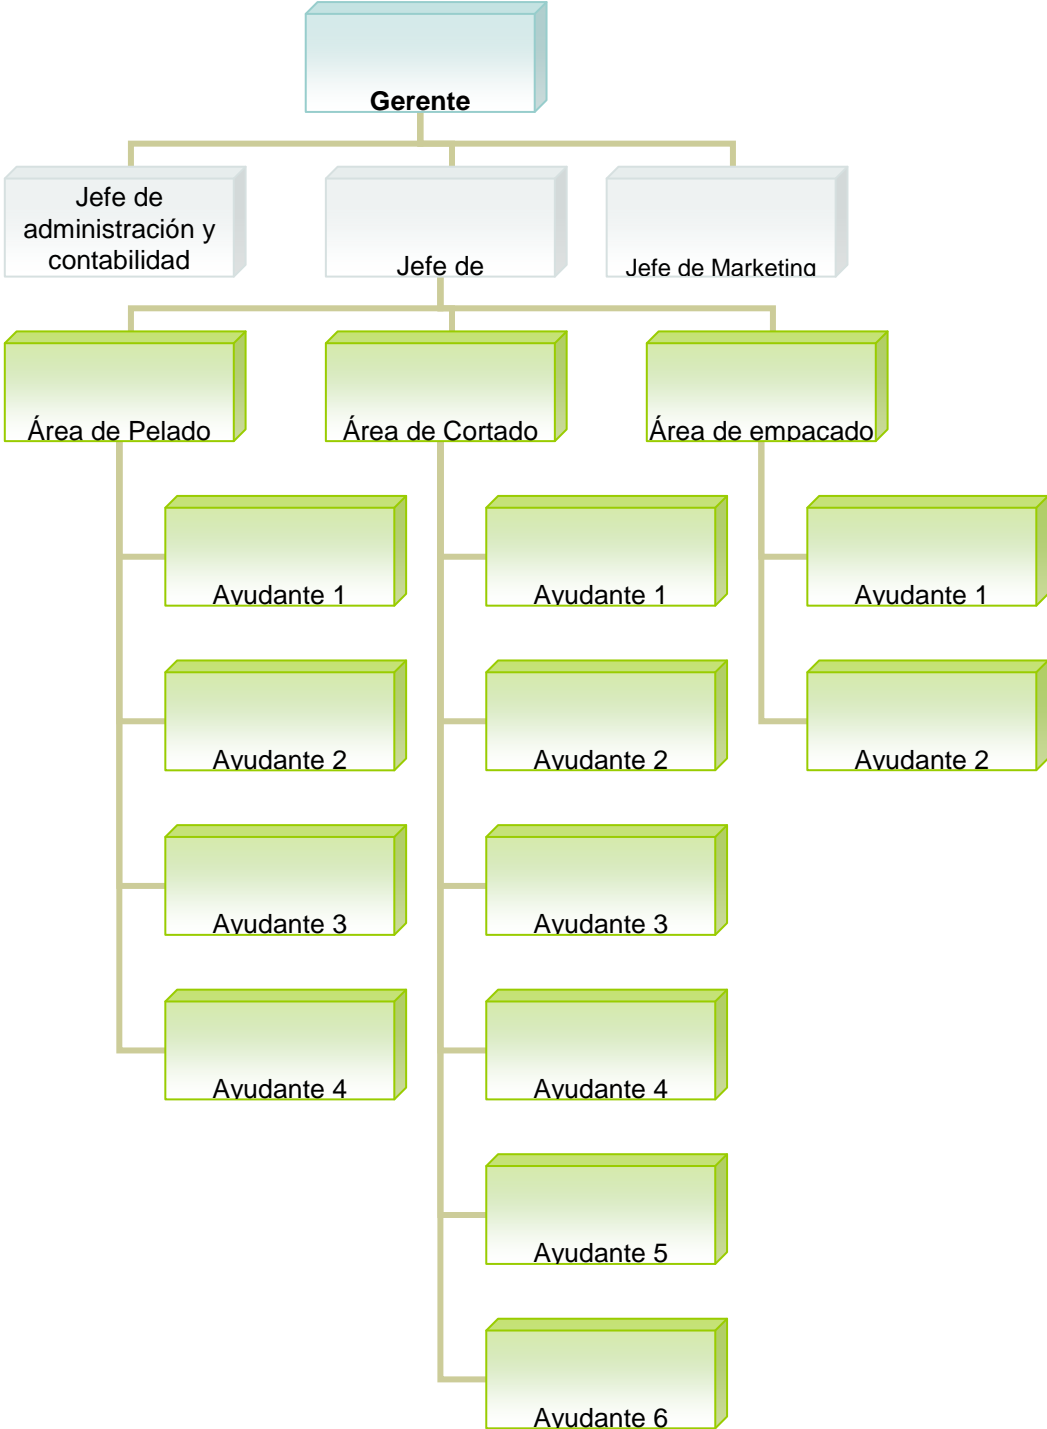 Gerente
Jefe de
administración y
contabilidad
Jefe de
Jefe de Marketing
Área de Pelado
Área de Cortado
Área de empacado
Ayudante 1
Ayudante 1
Ayudante 1
Ayudante 2
Ayudante 2
Ayudante 2
Ayudante 3
Ayudante 3
Ayudante 4
Ayudante 4
Ayudante 5
Ayudante 6